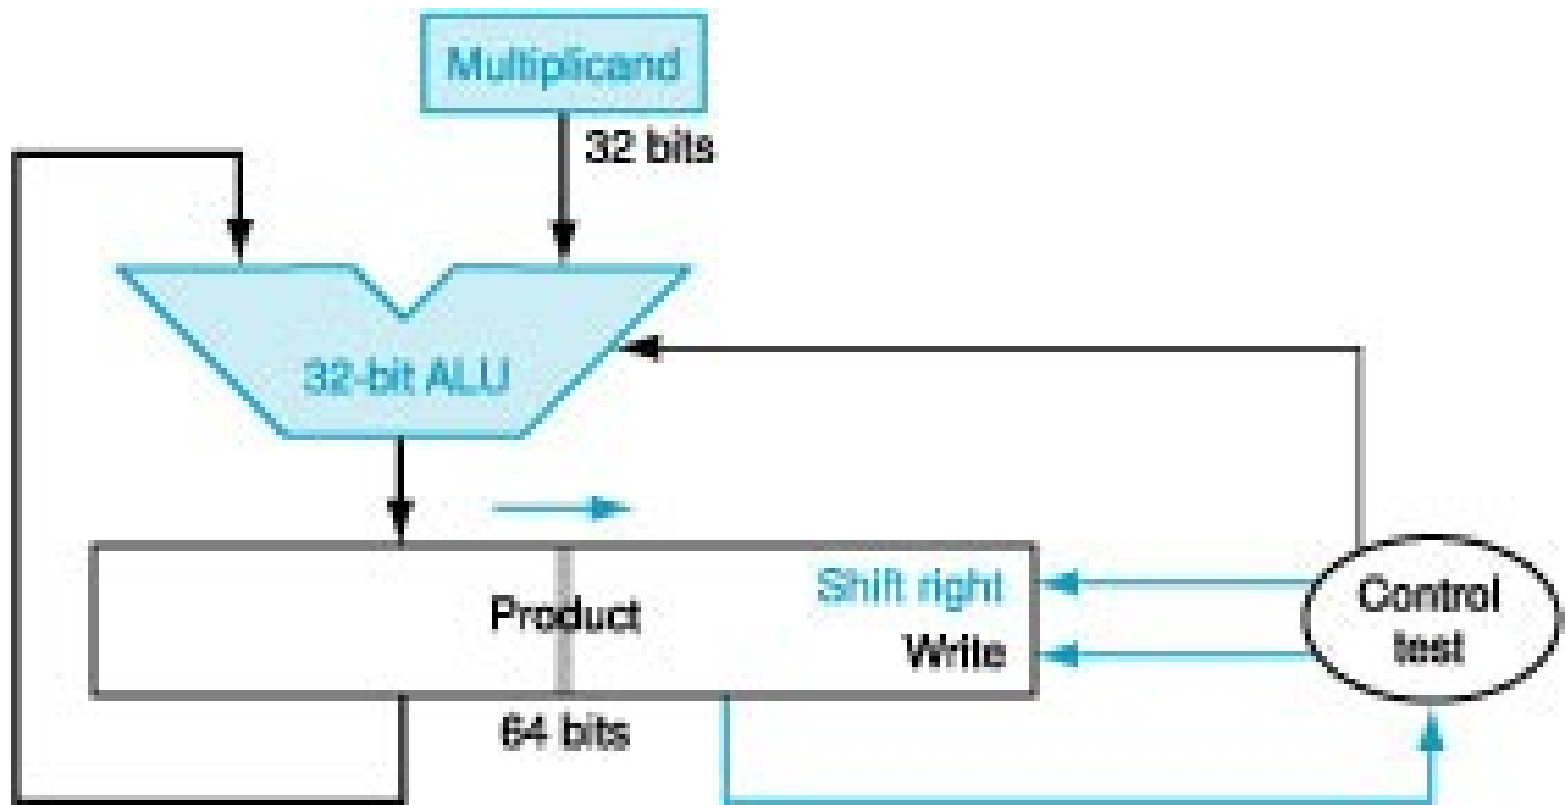 Multiplicand
32 bits
32-bit ALU
Shift right
Product
Write
Control
test
64 bits